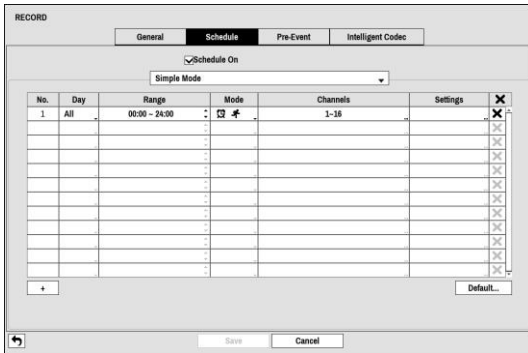 RECORD
General Schedule Pre-Event Intelligent Codec
Schedule On
Simple Mode
No. Day Range Mode Channels Settings
1 All 00:00 ~ 24:00 1~16
+ Default...
Save Cancel